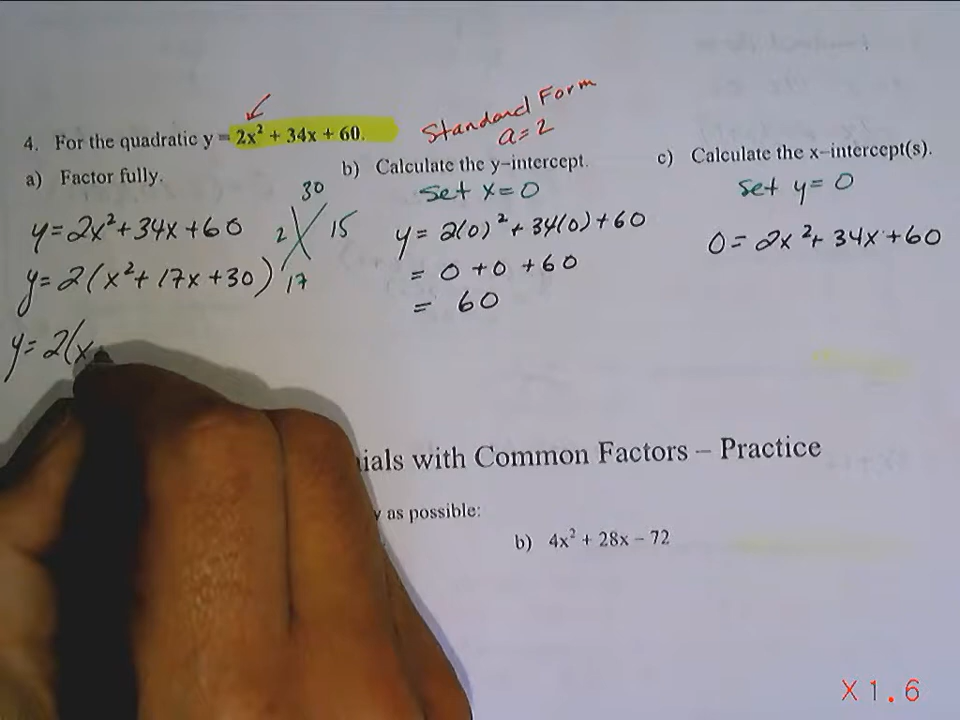 Standard Form
a=2
4. For the quadratic y = 2x² + 34x + 60.
a) Factor fully.
b) Calculate the y-intercept.
c) Calculate the x-intercept(s).
y=2x²+34x+60
30
2 15
17
y=2(x²+17x+30)
y=2(x
set x=0
y=2(0)²+34(0)+60
= 0+0+60
= 60
set y=0
0=2x²+34x+60
ials with Common Factors – Practice
as possible:
b) 4x² + 28x – 72
X1.6